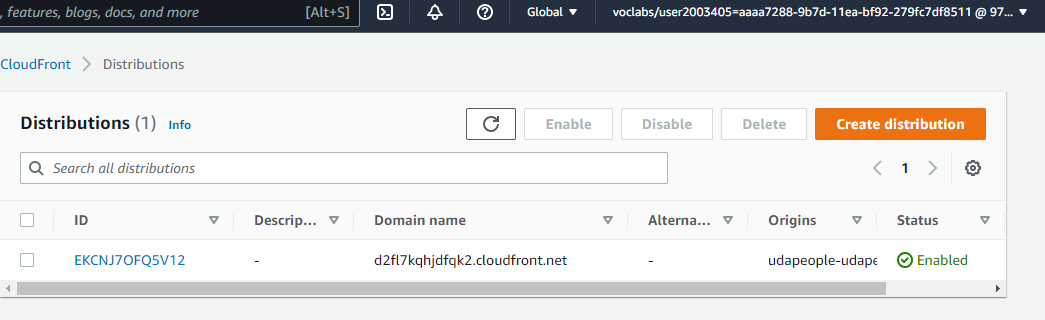 , features, blogs, docs, and more [Alt+S] Global voclabs/user2003405=aaaa7288-9b7d-11ea-bf92-279fc7df8511 @ 97...
CloudFront Distributions
Distributions (1) Info Enable Disable Delete Create distribution
Search all distributions 1
ID Descrip... Domain name Alterna... Origins Status
EKCNJ7OFQ5V12 - d2fl7kqhjdfqk2.cloudfront.net - udapeople-udape Enabled